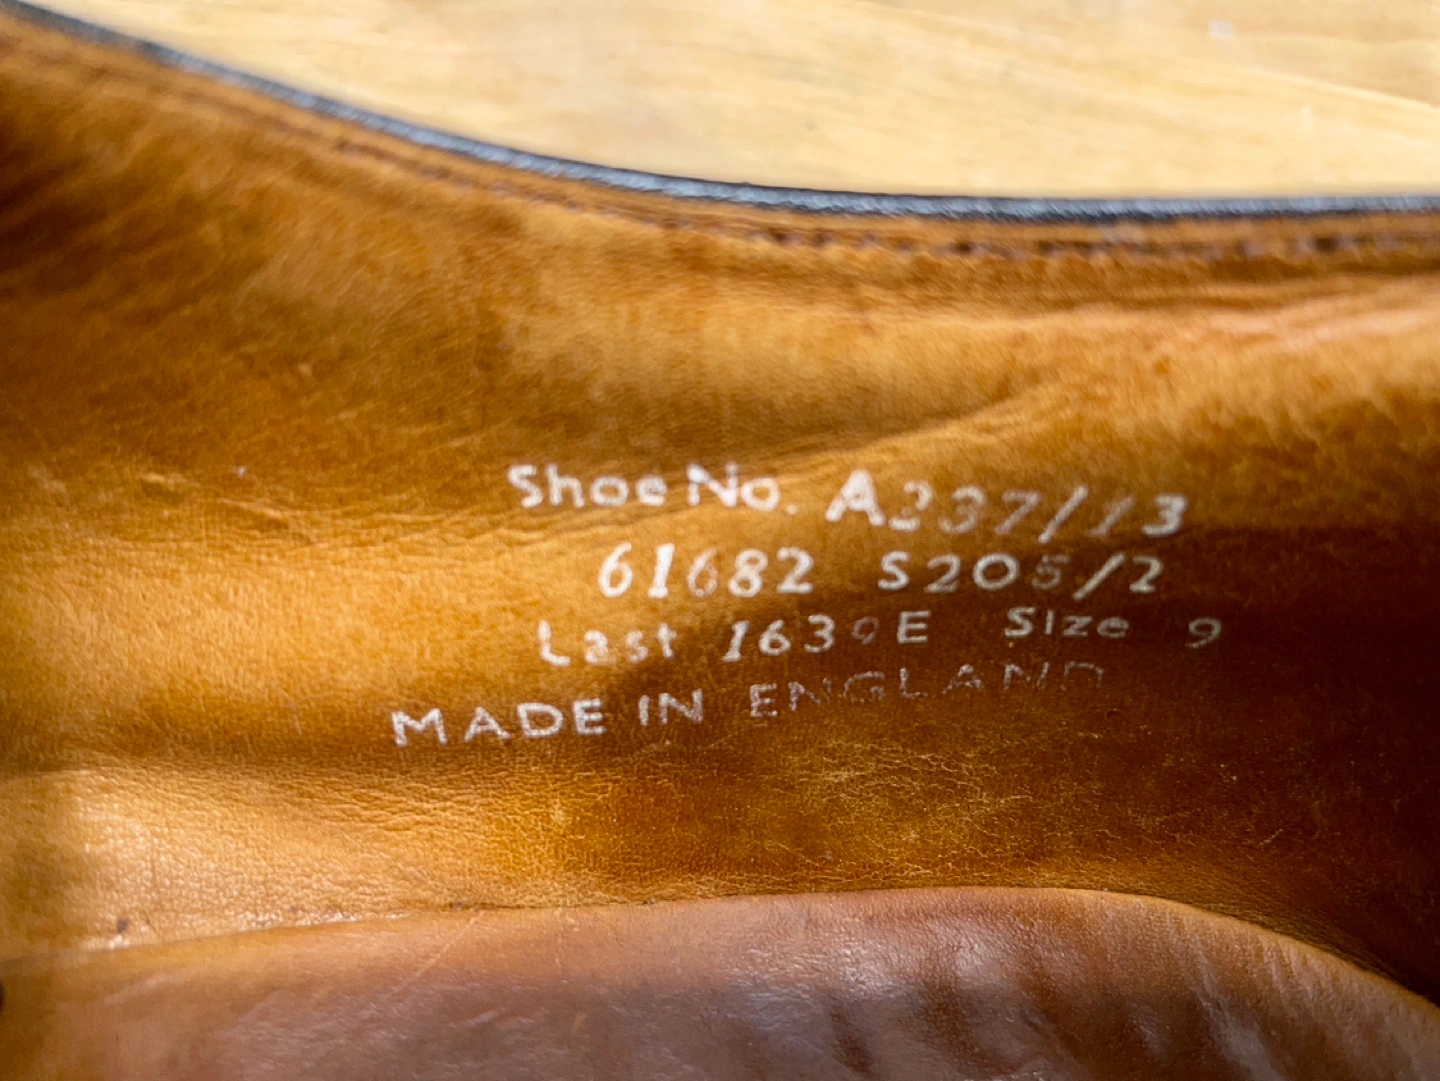 Shoe No. A237/13
61682 S205/2
Last 1639E Size 9
MADE IN ENGLAND